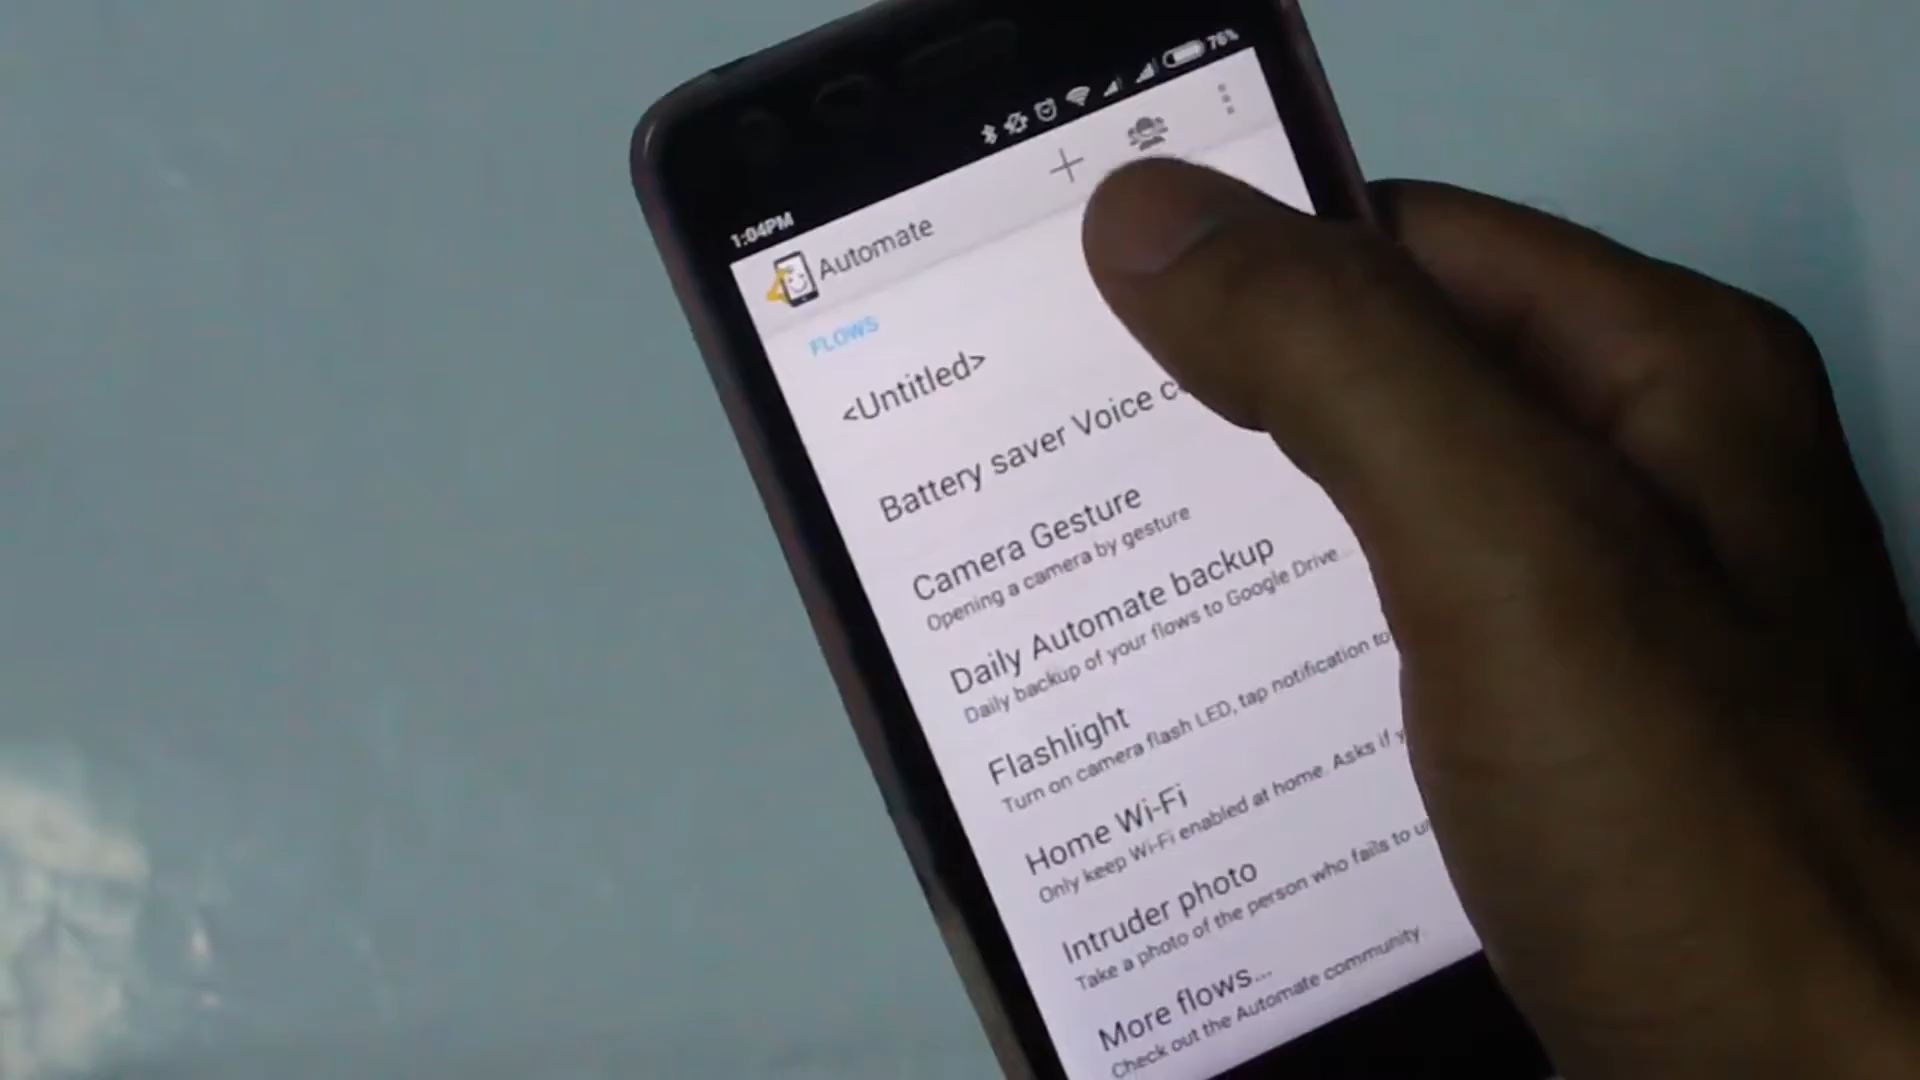 76%
1:04PM
Automate
FLOWS
<Untitled>
Battery saver Voice
Camera Gesture
Opening a camera by gesture
Daily Automate backup
Daily backup of your flows to Google Drive...
Flashlight
Turn on camera flash LED, tap notification to
Home Wi-Fi
Only keep Wi-Fi enabled at home. Asks if
Intruder photo
Take a photo of the person who fails to
More flows...
Check out the Automate community.